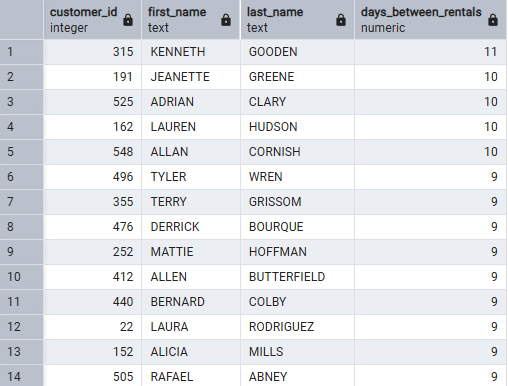 customer_id first_name last_name days_between_rentals
integer text text numeric
1 315 KENNETH GOODEN 11
2 191 JEANETTE GREENE 10
3 525 ADRIAN CLARY 10
4 162 LAUREN HUDSON 10
5 548 ALLAN CORNISH 10
6 496 TYLER WREN 9
7 355 TERRY GRISSOM 9
8 476 DERRICK BOURQUE 9
9 252 MATTIE HOFFMAN 9
10 412 ALLEN BUTTERFIELD 9
11 440 BERNARD COLBY 9
12 22 LAURA RODRIGUEZ 9
13 152 ALICIA MILLS 9
14 505 RAFAEL ABNEY 9